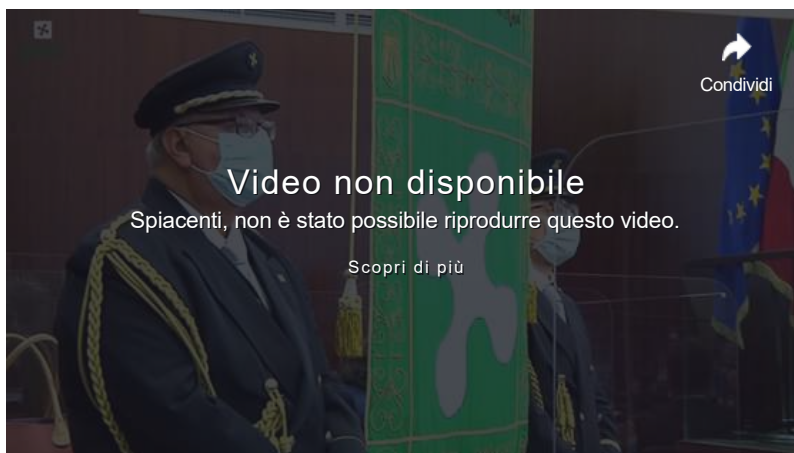 Condividi
Video non disponibile
Spiacenti, non è stato possibile riprodurre questo video.
Scopri di più